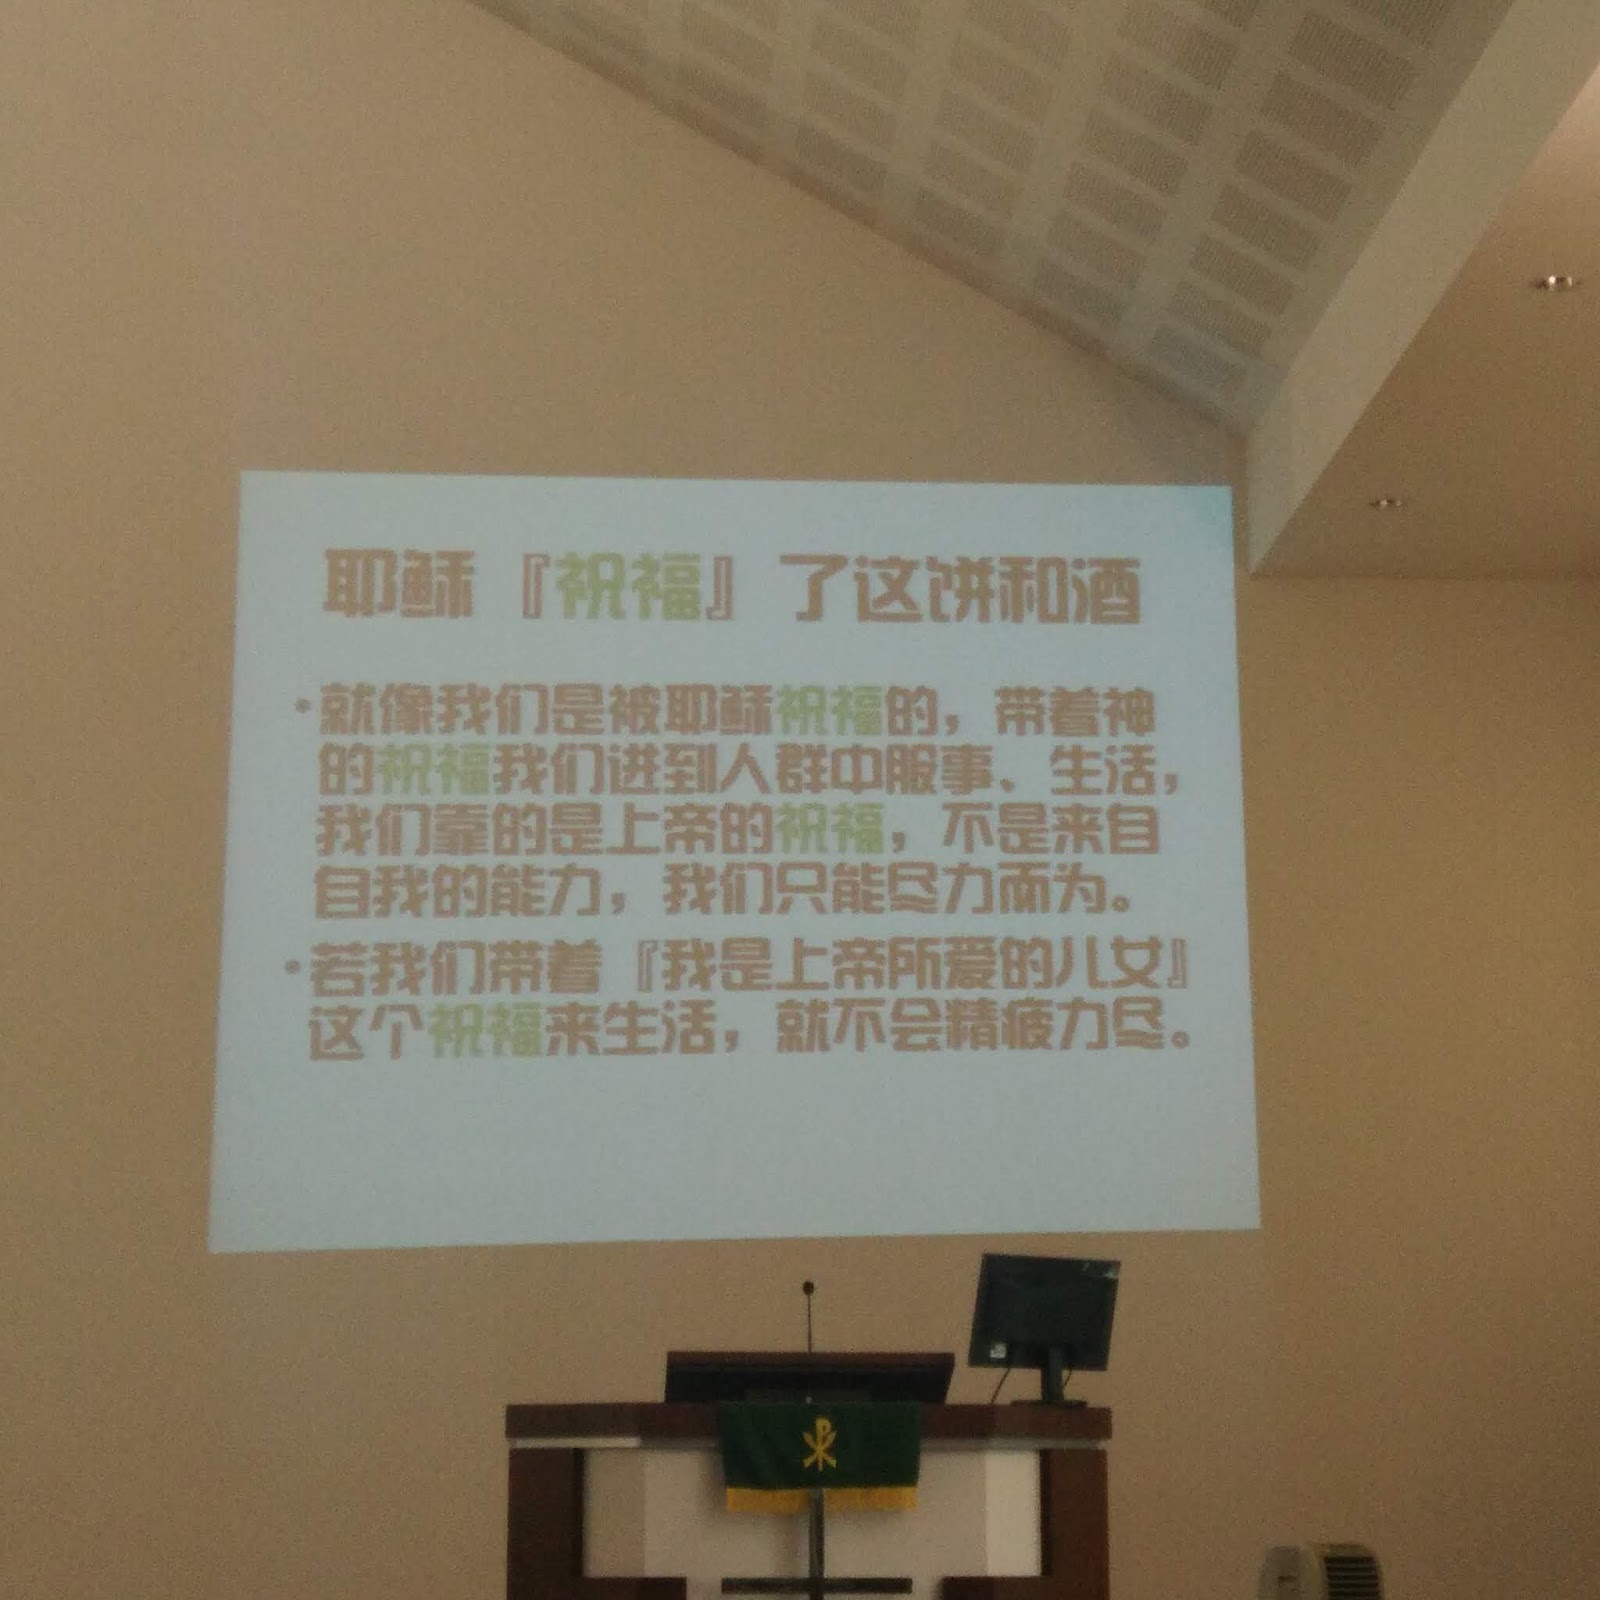 耶稣『祝福』了这饼和酒
•就像我们是被耶稣祝福的，带着神
的祝福我们进到人群中服事、生活，
我们靠的是上帝的祝福，不是来自
自我的能力，我们只能尽力而为。
•若我们带着『我是上帝所爱的儿女』
这个祝福来生活，就不会精疲力尽。